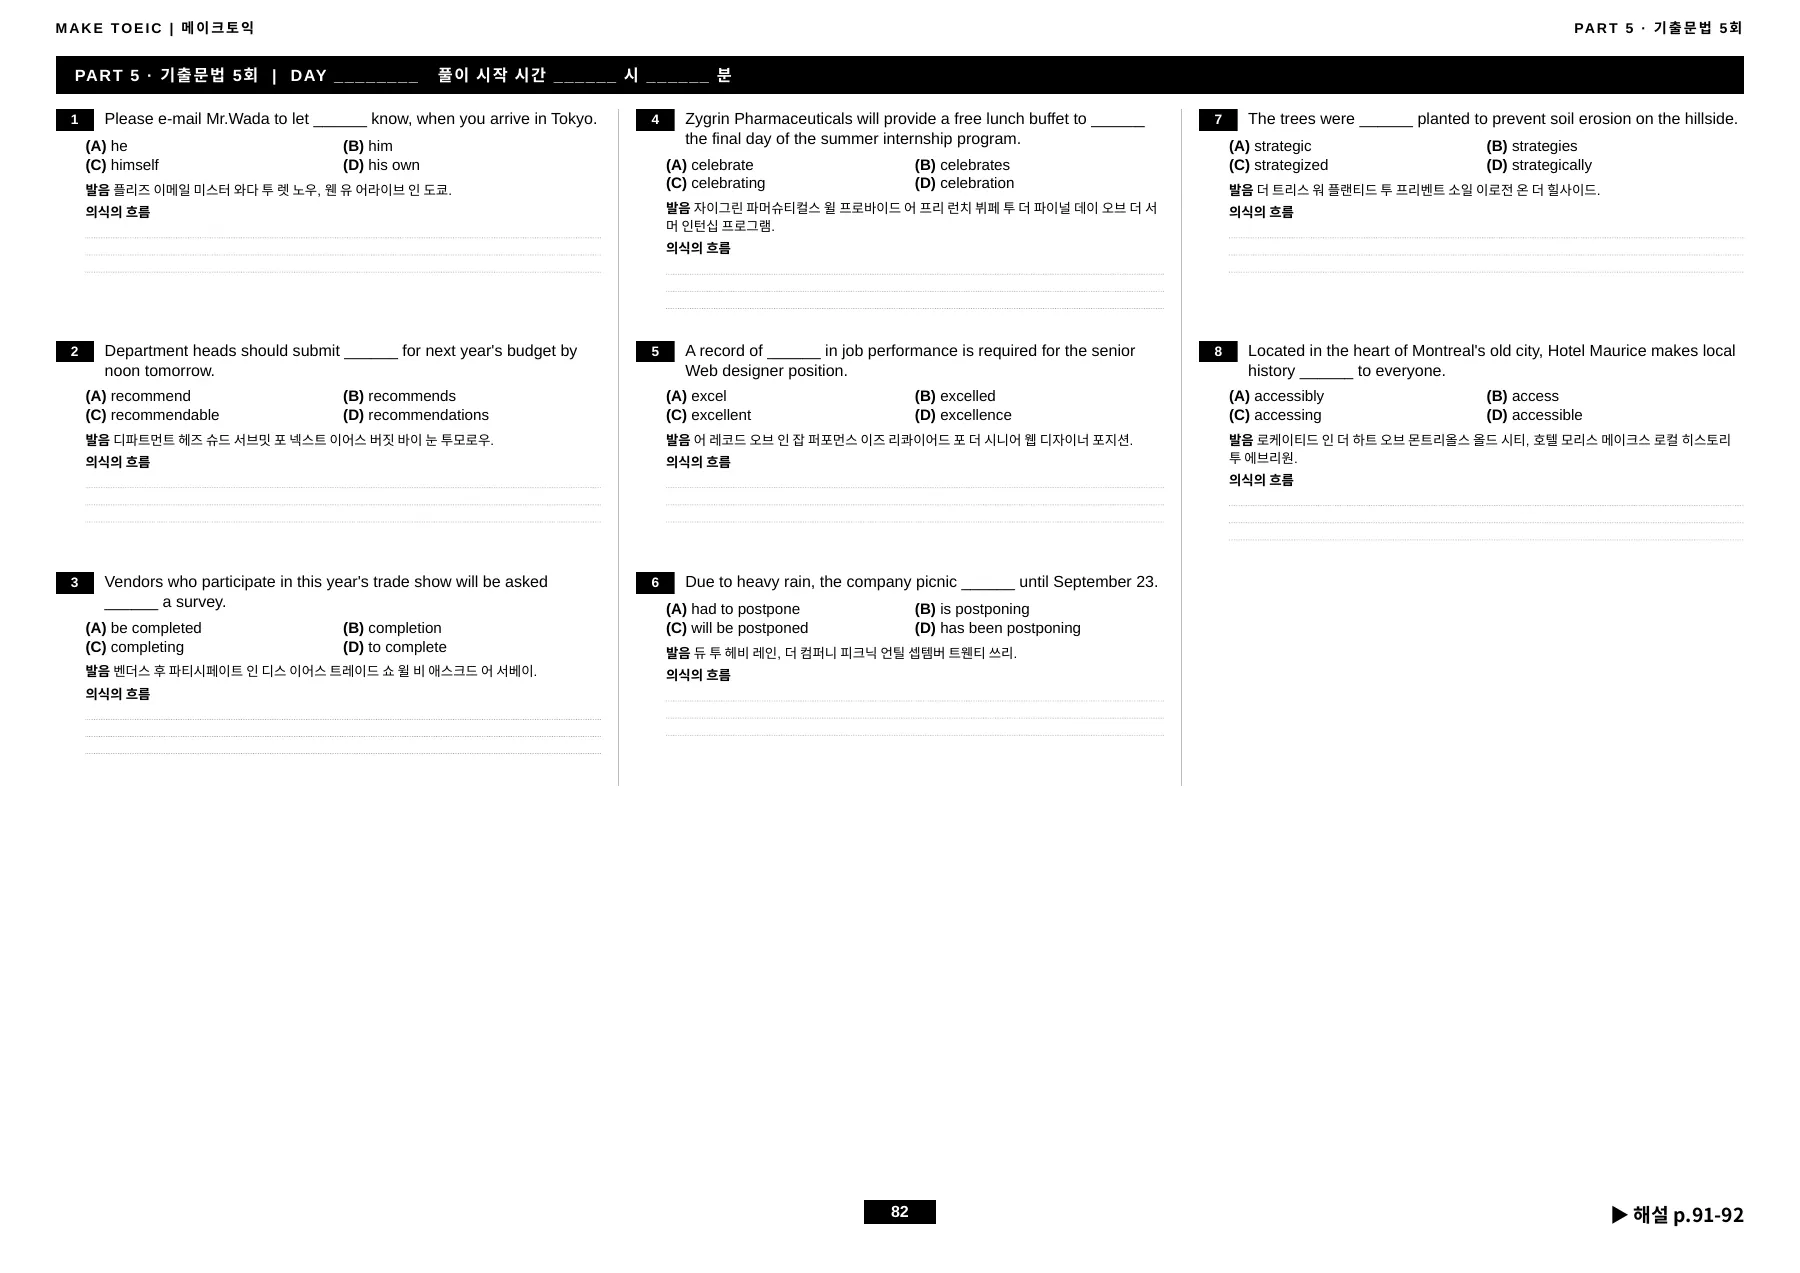 MAKE TOEIC | 메이크토익
PART 5 · 기출문법 5회
PART 5 · 기출문법 5회 | DAY ________ 풀이 시작 시간 ______ 시 ______ 분
1 Please e-mail Mr.Wada to let ______ know, when you arrive in Tokyo.
(A) he (B) him
(C) himself (D) his own
발음 플리즈 이메일 미스터 와다 투 렛 노우, 웬 유 어라이브 인 도쿄.
의식의 흐름
2 Department heads should submit ______ for next year's budget by
noon tomorrow.
(A) recommend (B) recommends
(C) recommendable (D) recommendations
발음 디파트먼트 헤즈 슈드 서브밋 포 넥스트 이어스 버짓 바이 눈 투모로우.
의식의 흐름
3 Vendors who participate in this year's trade show will be asked
______ a survey.
(A) be completed (B) completion
(C) completing (D) to complete
발음 벤더스 후 파티시페이트 인 디스 이어스 트레이드 쇼 윌 비 애스크드 어 서베이.
의식의 흐름
4 Zygrin Pharmaceuticals will provide a free lunch buffet to ______
the final day of the summer internship program.
(A) celebrate (B) celebrates
(C) celebrating (D) celebration
발음 자이그린 파머슈티컬스 윌 프로바이드 어 프리 런치 뷔페 투 더 파이널 데이 오브 더 서
머 인턴십 프로그램.
의식의 흐름
5 A record of ______ in job performance is required for the senior
Web designer position.
(A) excel (B) excelled
(C) excellent (D) excellence
발음 어 레코드 오브 인 잡 퍼포먼스 이즈 리콰이어드 포 더 시니어 웹 디자이너 포지션.
의식의 흐름
6 Due to heavy rain, the company picnic ______ until September 23.
(A) had to postpone (B) is postponing
(C) will be postponed (D) has been postponing
발음 듀 투 헤비 레인, 더 컴퍼니 피크닉 언틸 셉템버 트웬티 쓰리.
의식의 흐름
7 The trees were ______ planted to prevent soil erosion on the hillside.
(A) strategic (B) strategies
(C) strategized (D) strategically
발음 더 트리스 워 플랜티드 투 프리벤트 소일 이로전 온 더 힐사이드.
의식의 흐름
8 Located in the heart of Montreal's old city, Hotel Maurice makes local
history ______ to everyone.
(A) accessibly (B) access
(C) accessing (D) accessible
발음 로케이티드 인 더 하트 오브 몬트리올스 올드 시티, 호텔 모리스 메이크스 로컬 히스토리
투 에브리원.
의식의 흐름
82
▶ 해설 p.91-92